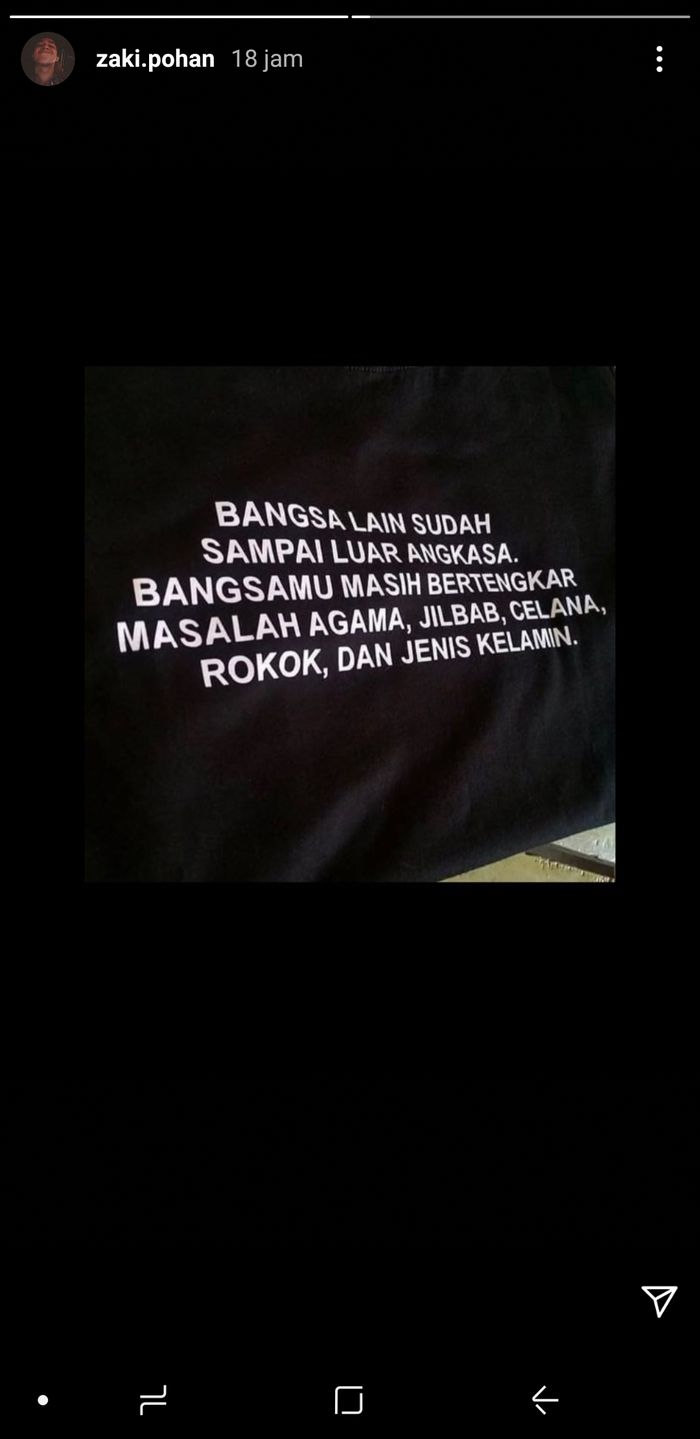 zaki.pohan 18 jam
BANGSA LAIN SUDAH
SAMPAI LUAR ANGKASA.
BANGSAMU MASIH BERTENGKAR
MASALAH AGAMA, JILBAB, CELANA,
ROKOK, DAN JENIS KELAMIN.